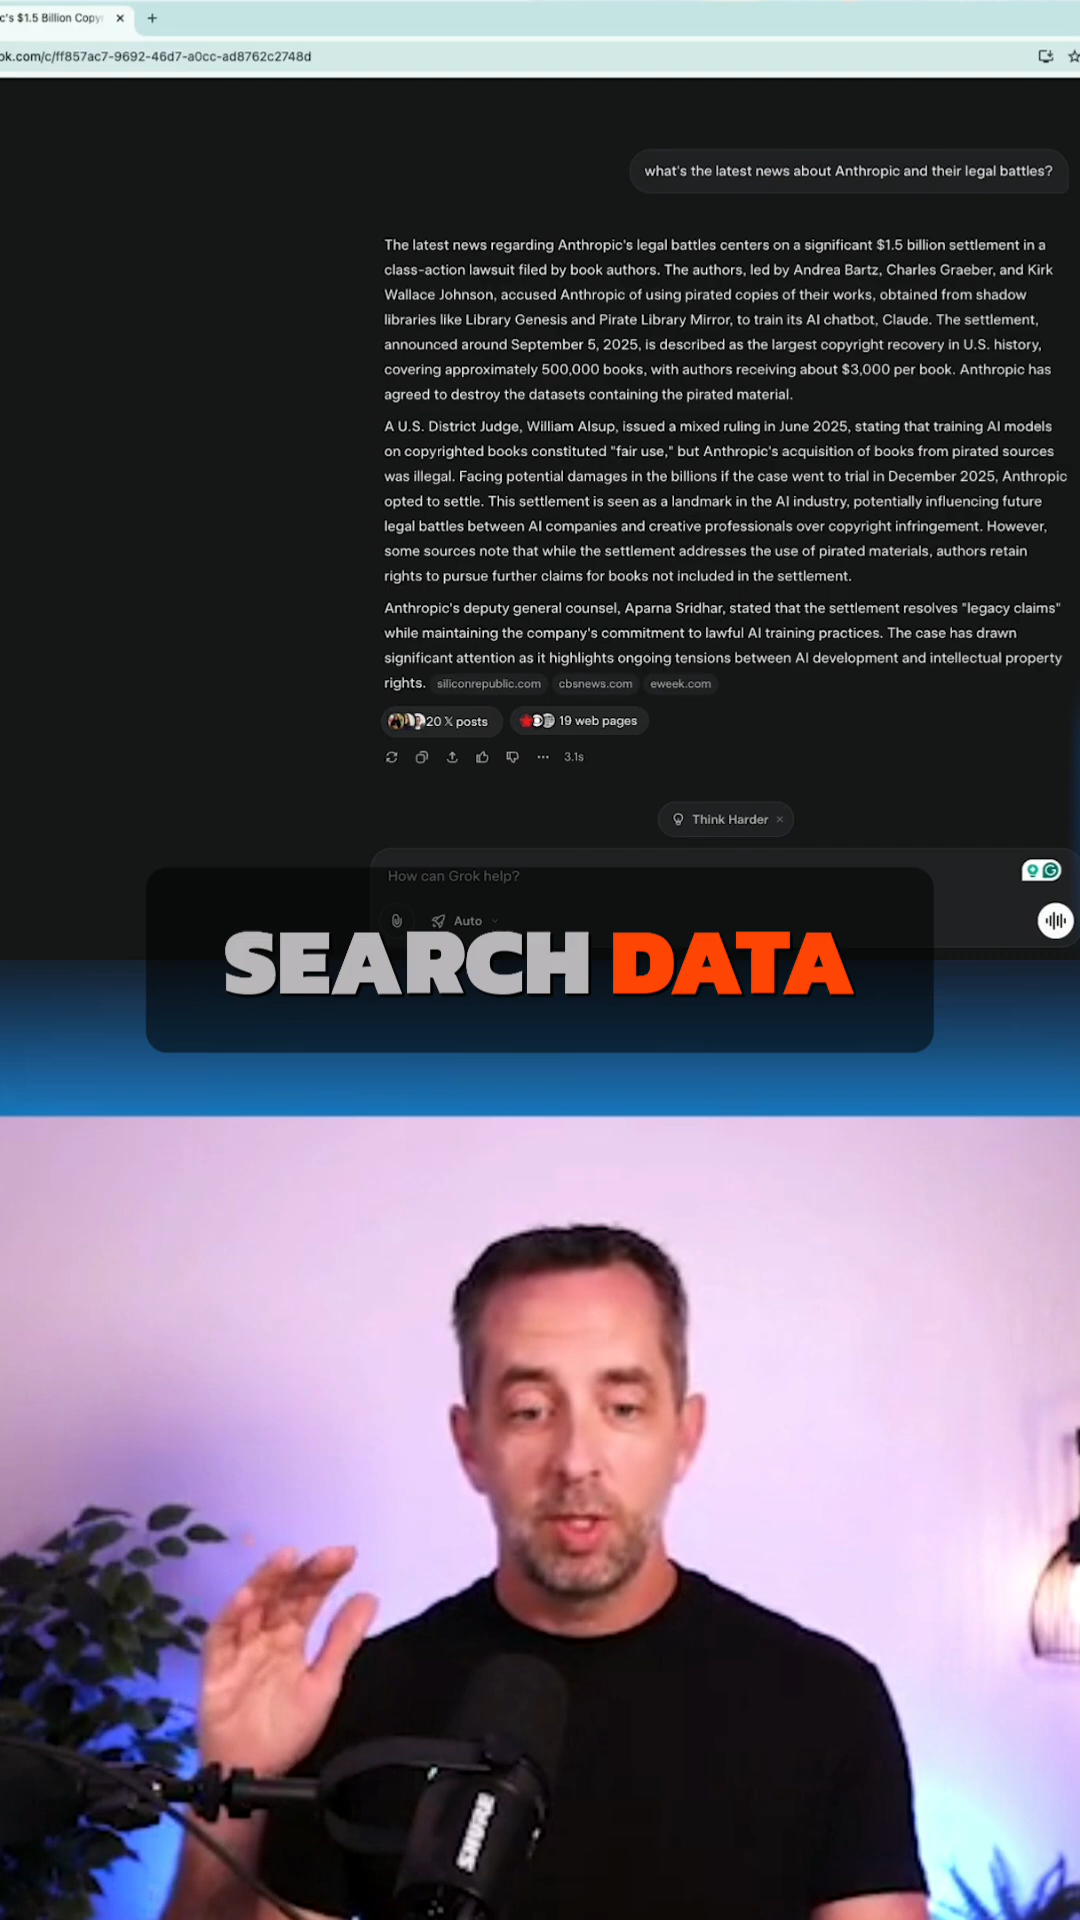 c's $1.5 Billion Copyr
ok.com/c/ff857ac7-9692-46d7-a0cc-ad8762c2748d
what's the latest news about Anthropic and their legal battles?
The latest news regarding Anthropic's legal battles centers on a significant $1.5 billion settlement in a
class-action lawsuit filed by book authors. The authors, led by Andrea Bartz, Charles Graeber, and Kirk
Wallace Johnson, accused Anthropic of using pirated copies of their works, obtained from shadow
libraries like Library Genesis and Pirate Library Mirror, to train its AI chatbot, Claude. The settlement,
announced around September 5, 2025, is described as the largest copyright recovery in U.S. history,
covering approximately 500,000 books, with authors receiving about $3,000 per book. Anthropic has
agreed to destroy the datasets containing the pirated material.
A U.S. District Judge, William Alsup, issued a mixed ruling in June 2025, stating that training AI models
on copyrighted books constituted "fair use," but Anthropic's acquisition of books from pirated sources
was illegal. Facing potential damages in the billions if the case went to trial in December 2025, Anthropic
opted to settle. This settlement is seen as a landmark in the AI industry, potentially influencing future
legal battles between AI companies and creative professionals over copyright infringement. However,
some sources note that while the settlement addresses the use of pirated materials, authors retain
rights to pursue further claims for books not included in the settlement.
Anthropic's deputy general counsel, Aparna Sridhar, stated that the settlement resolves "legacy claims"
while maintaining the company's commitment to lawful AI training practices. The case has drawn
significant attention as it highlights ongoing tensions between AI development and intellectual property
rights. siliconrepublic.com cbsnews.com eweek.com
20 𝕏 posts 19 web pages
3.1s
Think Harder
How can Grok help?
Auto
SEARCH DATA
SHURE